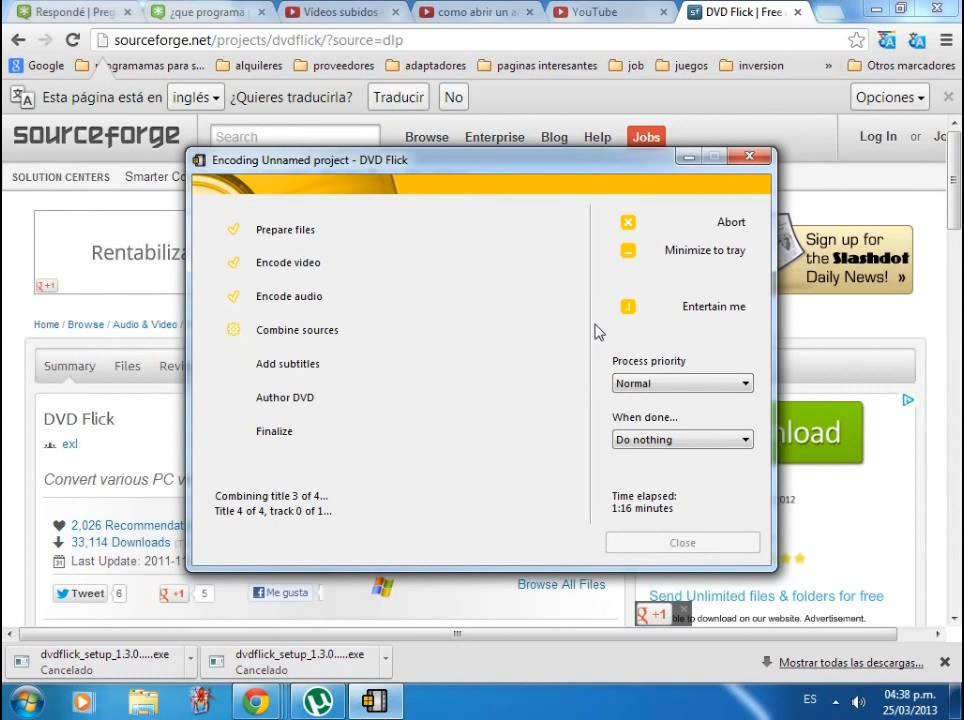 Respondé | Preg
¿que programa
Vídeos subidos -
como abrir un a
YouTube
DVD Flick | Free
sourceforge.net/projects/dvdflick/?source=dlp
Google
alquileres
proveedores
adaptadores
paginas interesantes
job
juegos
inversion
»
Otros marcadores
Esta página está en
inglés
¿Quieres traducirla?
Traducir
No
Opciones
sourceforge
Search
Browse
Enterprise
Blog
Help
Jobs
Log In or
SOLUTION CENTERS
Smarter
Encoding Unnamed project - DVD Flick
Rentabiliza
g+1
Sign up for
the Slashdot
Daily News! »
Home / Browse / Audio & Video /
Summary
Files
DVD Flick
exl
Convert various PC v
2,026 Recommendat
33,114 Downloads
Last Update: 2011-1
Tweet 6
+1 5
Me gusta
Browse All Files
nload
2012
Send Unlimited files & folders for free
+1
to download on our website. Advertisement.
Prepare files
Encode video
Encode audio
Combine sources
Add subtitles
Author DVD
Finalize
Combining title 3 of 4...
Title 4 of 4, track 0 of 1...
Abort
Minimize to tray
Entertain me
Process priority
Normal
When done...
Do nothing
Time elapsed:
1:16 minutes
Close
dvdflick_setup_1.3.0.....exe
Cancelado
dvdflick_setup_1.3.0.....exe
Cancelado
Mostrar todas las descargas...
ES
04:38 p.m.
25/03/2013